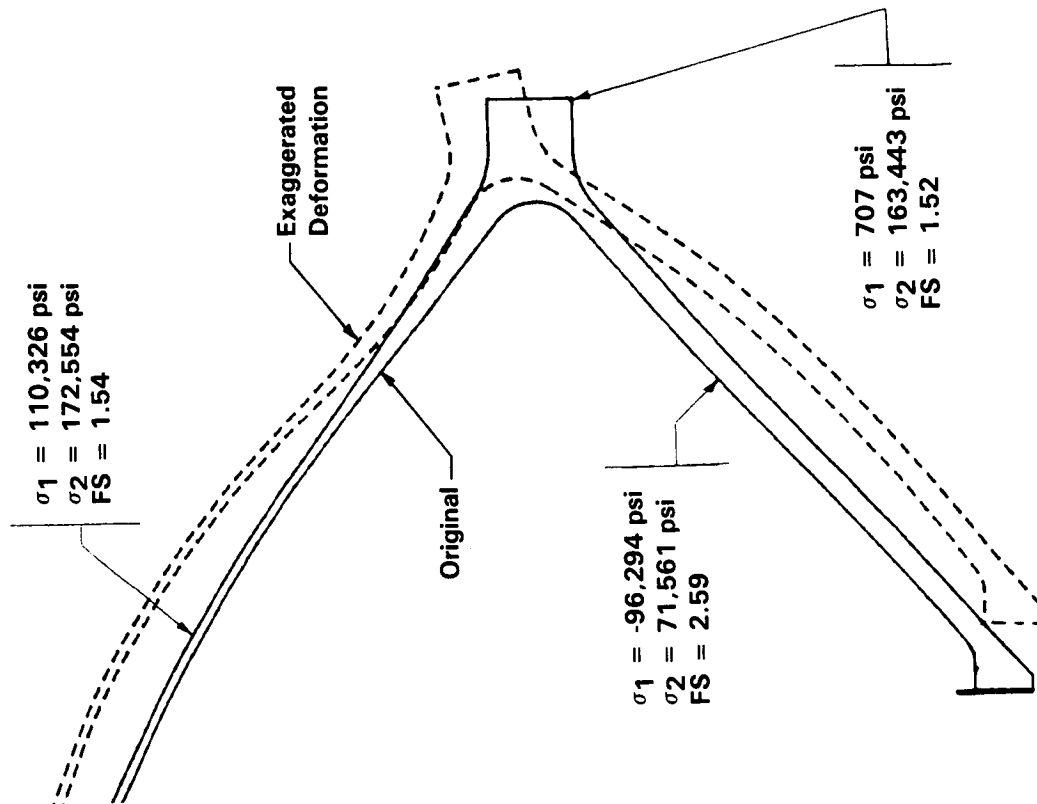 σ1 = 110,326 psi
σ2 = 172,554 psi
FS = 1.54
Exaggerated
Deformation
Original
σ1 = -96,294 psi
σ2 = 71,561 psi
FS = 2.59
σ1 = 707 psi
σ2 = 163,443 psi
FS = 1.52